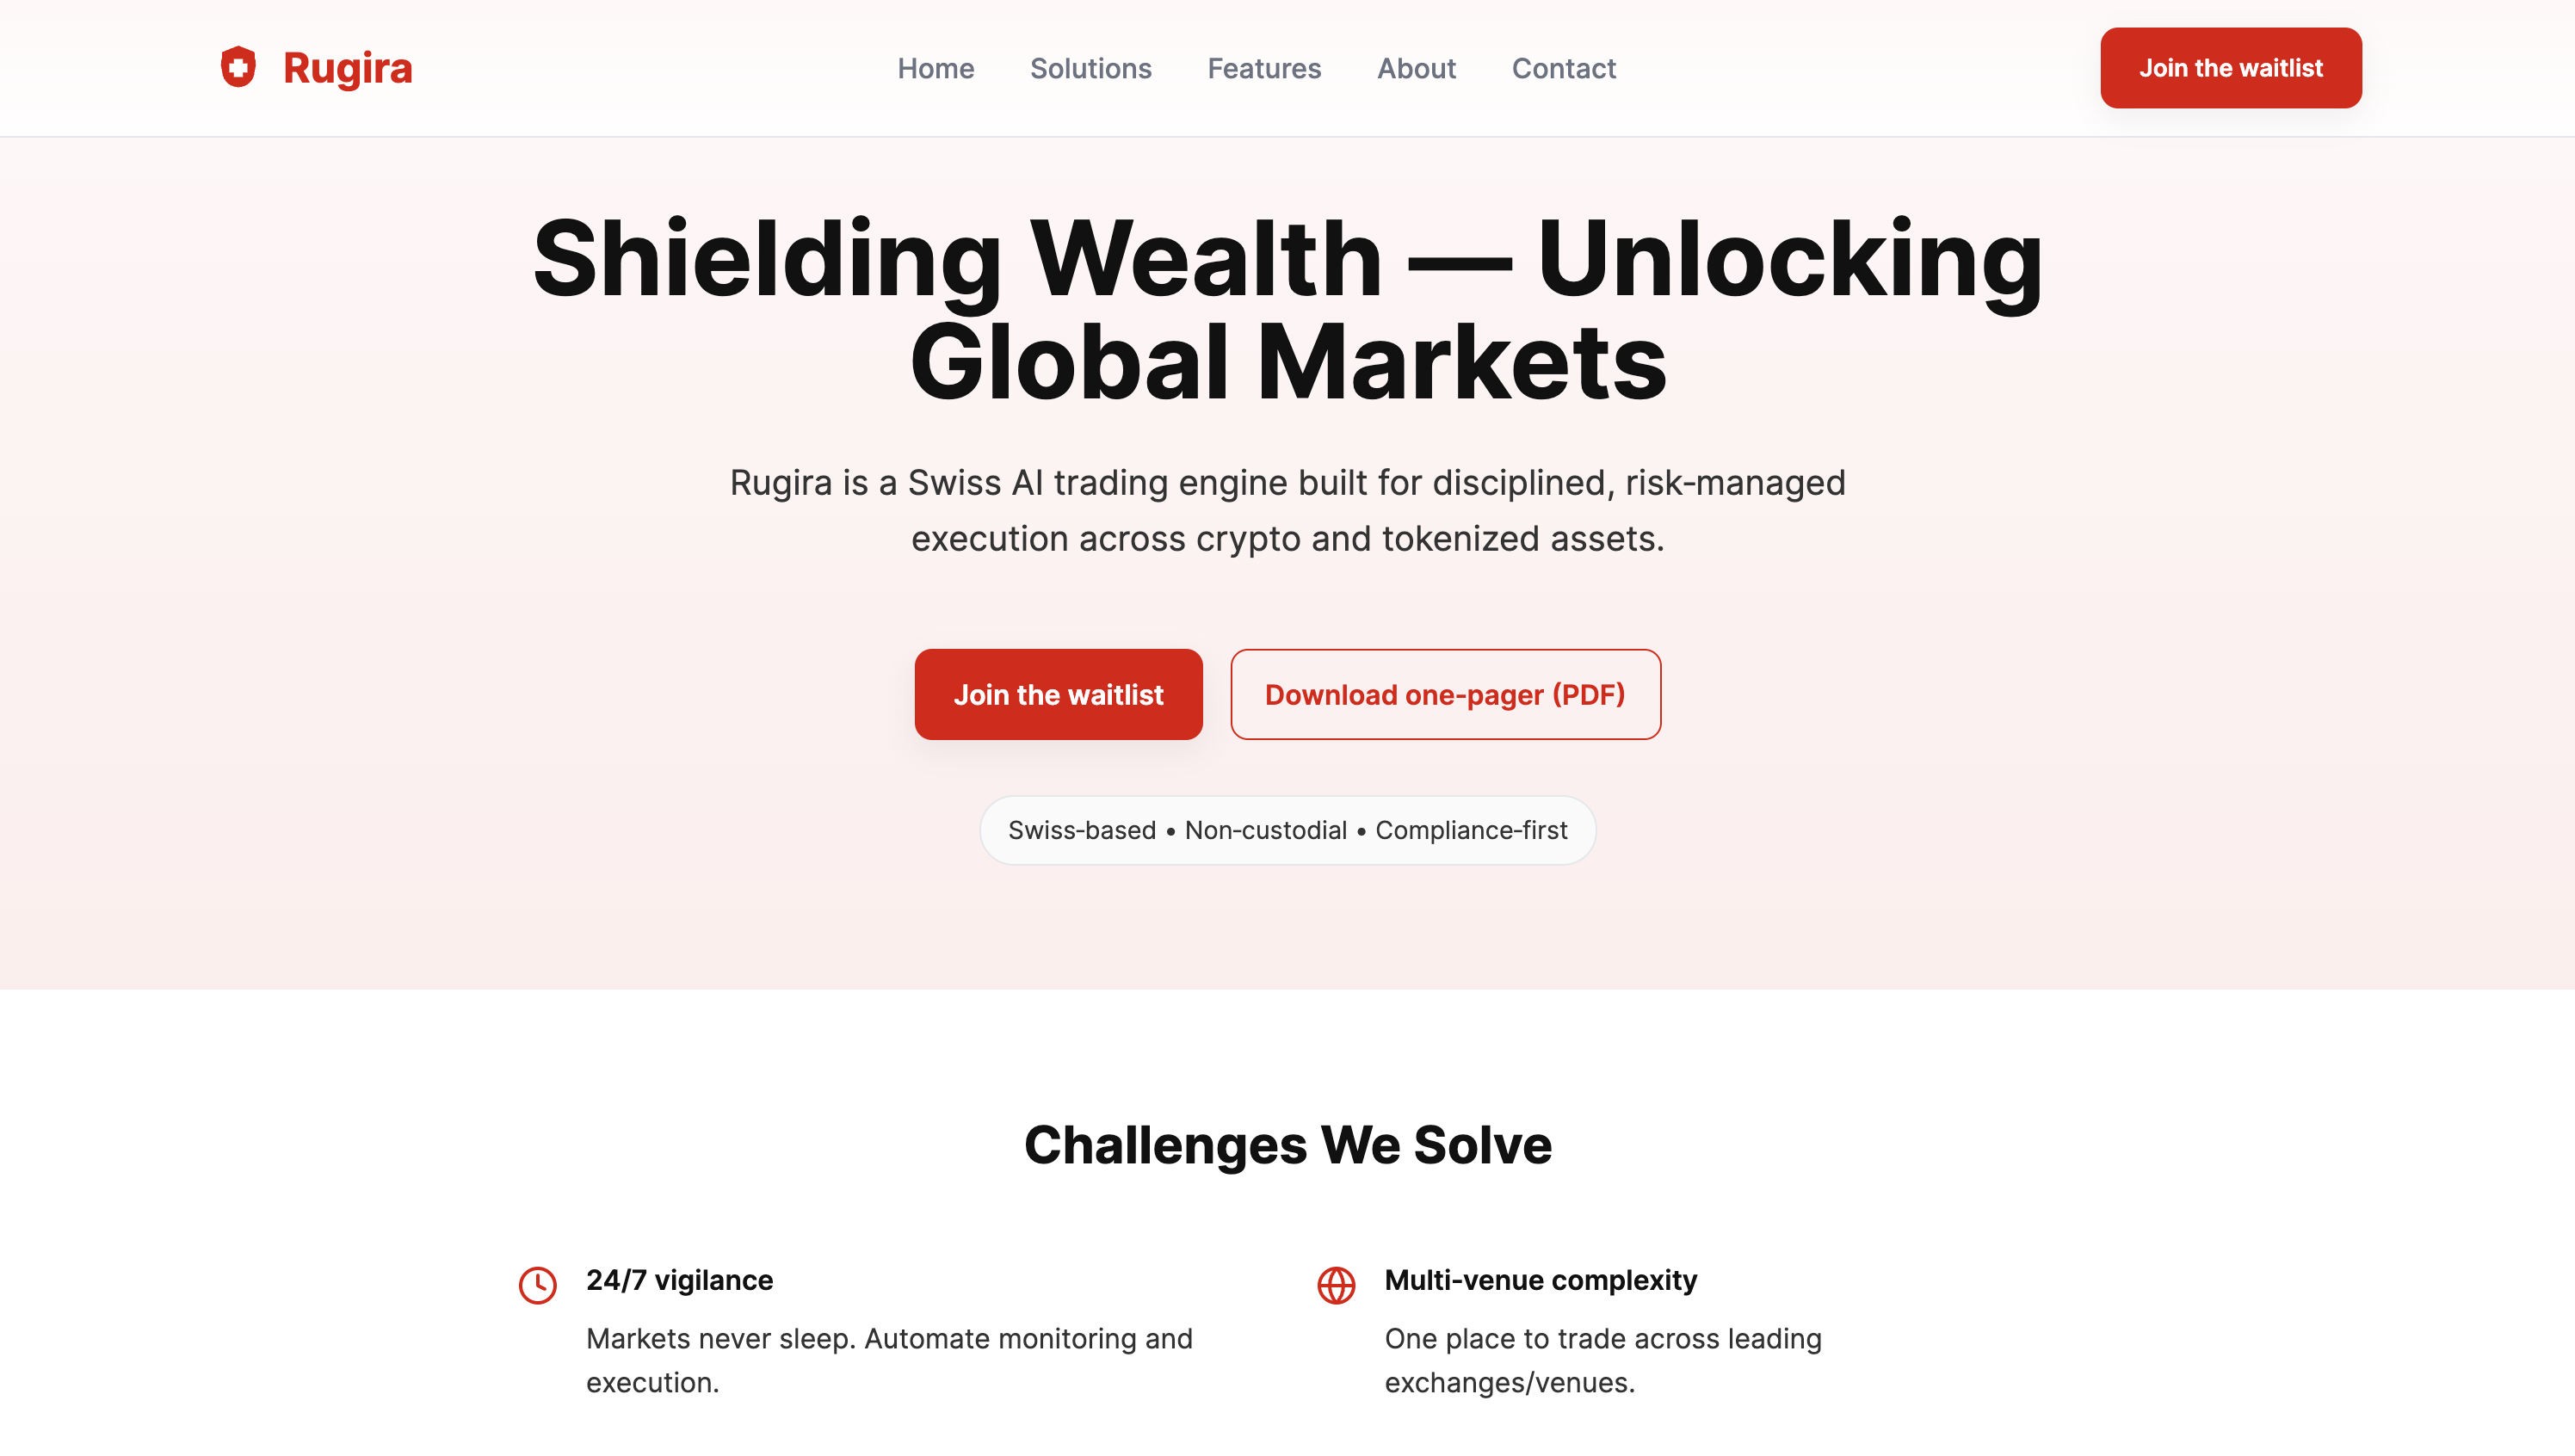 Rugira
Home Solutions Features About Contact
Join the waitlist
Shielding Wealth — Unlocking
Global Markets
Rugira is a Swiss AI trading engine built for disciplined, risk-managed
execution across crypto and tokenized assets.
Join the waitlist
Download one-pager (PDF)
Swiss-based • Non-custodial • Compliance-first
Challenges We Solve
24/7 vigilance
Markets never sleep. Automate monitoring and
execution.
Multi-venue complexity
One place to trade across leading
exchanges/venues.